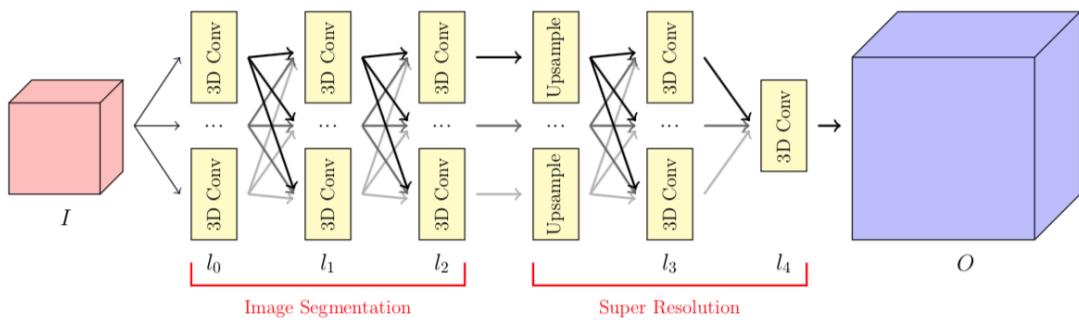 3D Conv 3D Conv 3D Conv Upsample 3D Conv
... ... ... ... ...
3D Conv
3D Conv 3D Conv 3D Conv Upsample 3D Conv
I l₀ l₁ l₂ l₃ l₄ O
Image Segmentation Super Resolution